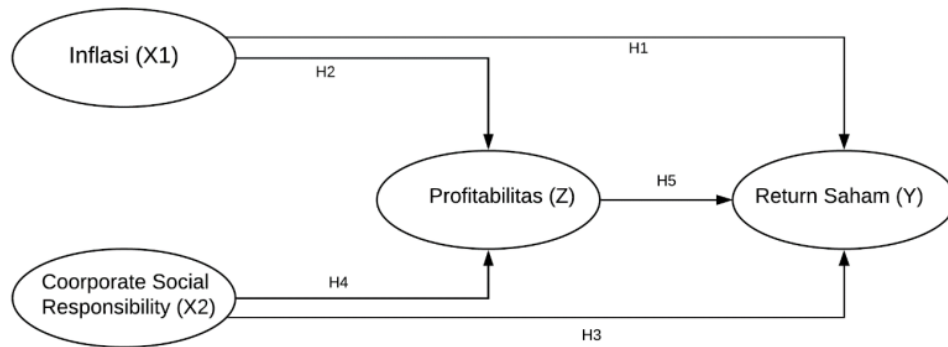 Inflasi (X1)
H1
H2
Profitabilitas (Z)
H5
Return Saham (Y)
Coorporate Social
Responsibility (X2)
H4
H3